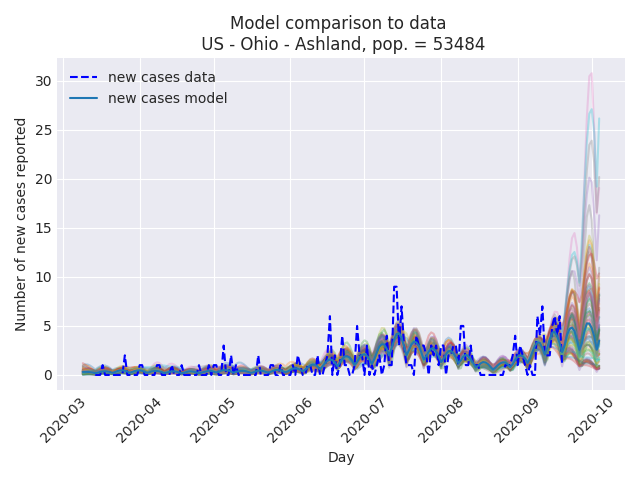 Model comparison to data
US - Ohio - Ashland, pop. = 53484
new cases data
new cases model
Number of new cases reported
30
25
20
15
10
5
0
2020-03
2020-04
2020-05
2020-06
2020-07
2020-08
2020-09
2020-10
Day